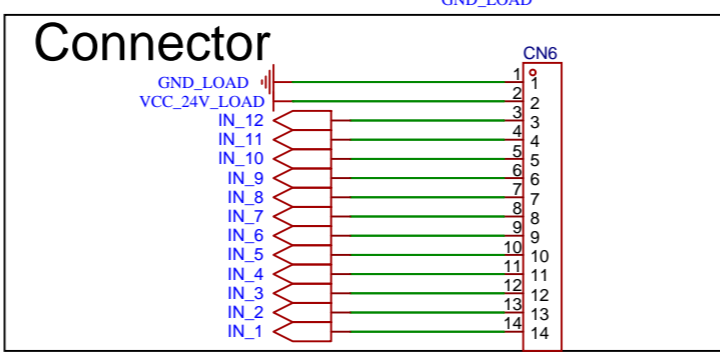 GND_LOAD
Connector
CN6
GND_LOAD 1 1
VCC_24V_LOAD 2 2
IN_12 3 3
IN_11 4 4
IN_10 5 5
IN_9 6 6
IN_8 7 7
IN_7 8 8
IN_6 9 9
IN_5 10 10
IN_4 11 11
IN_3 12 12
IN_2 13 13
IN_1 14 14